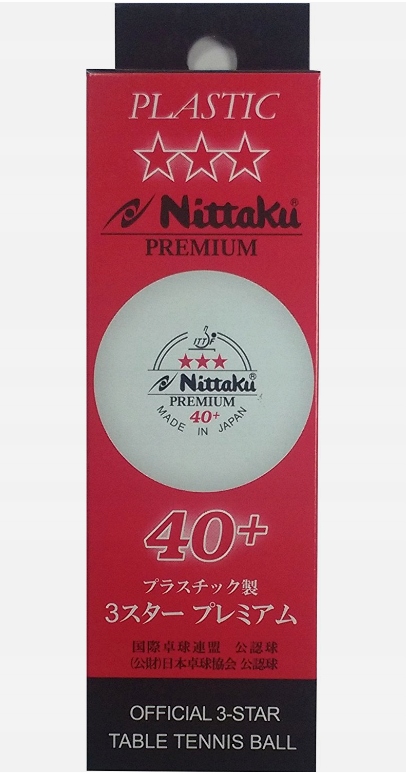 PLASTIC
Nittaku®
PREMIUM
ITTF
Nittaku®
PREMIUM
40+
MADE IN JAPAN
40+
プラスチック製
3スター プレミアム
国際卓球連盟 公認球
(公財)日本卓球協会 公認球
OFFICIAL 3-STAR
TABLE TENNIS BALL